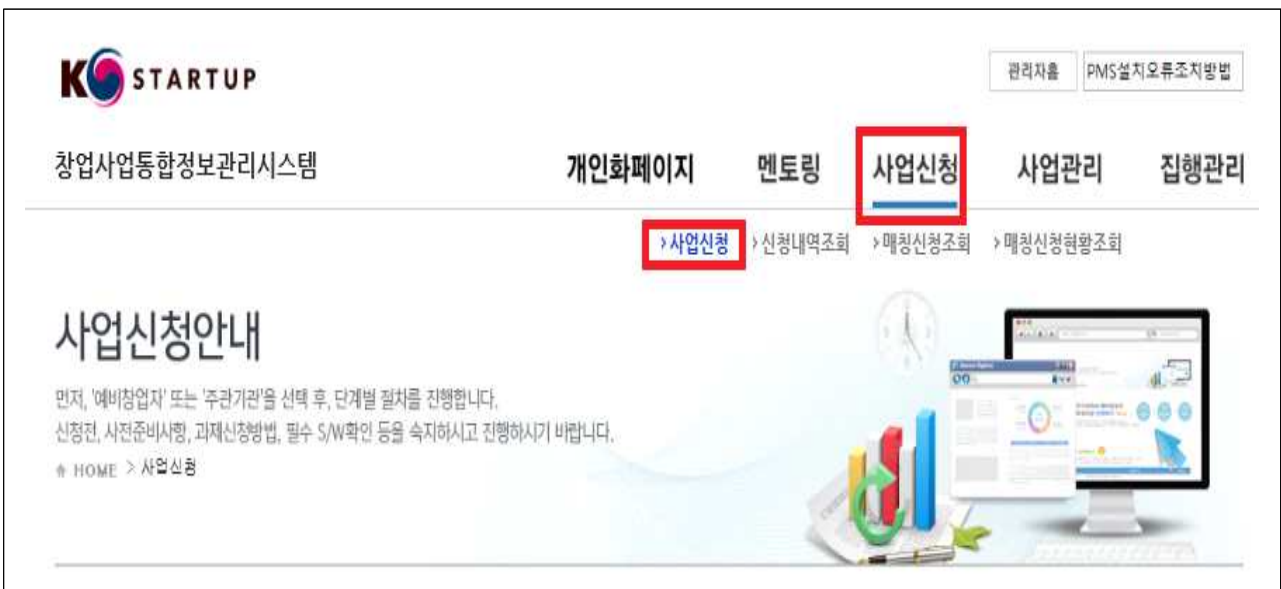 K STARTUP
관리자홈
PMS설치오류조치방법
창업사업통합정보관리시스템
개인화페이지 멘토링 사업신청 사업관리 집행관리
›사업신청 ›신청내역조회 ›매칭신청조회 ›매칭신청현황조회
사업신청안내
먼저, '예비창업자' 또는 '주관기관'을 선택 후, 단계별 절차를 진행합니다.
신청전, 사전준비사항, 과제신청방법, 필수 S/W확인 등을 숙지하시고 진행하시기 바랍니다.
HOME > 사업신청